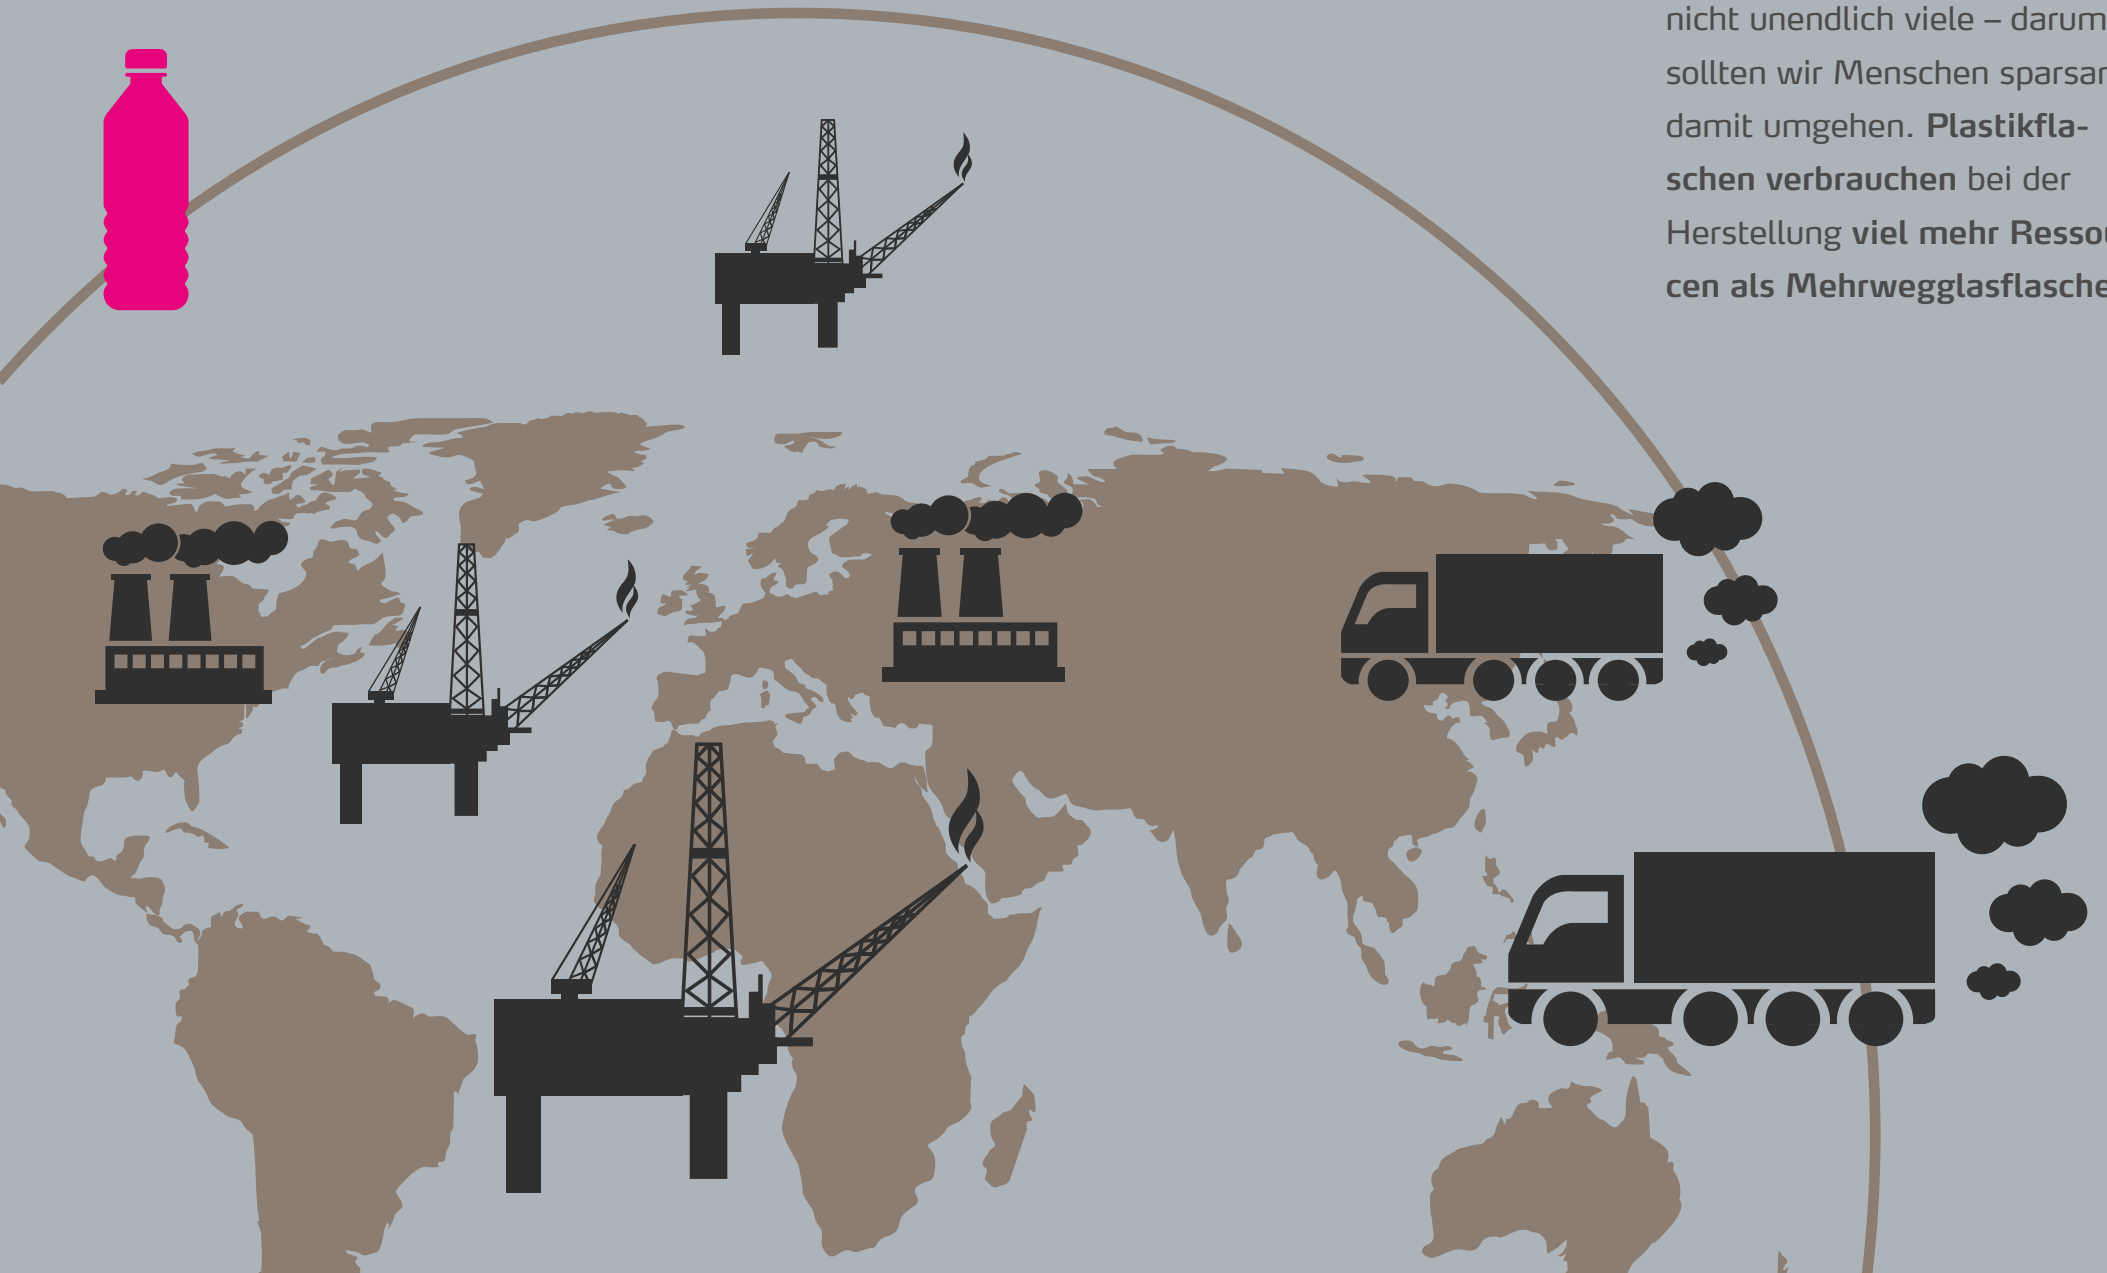 nicht unendlich viele – darum
sollten wir Menschen sparsa
damit umgehen. Plastikfla-
schen verbrauchen bei der
Herstellung viel mehr Resso
cen als Mehrwegglasflasche